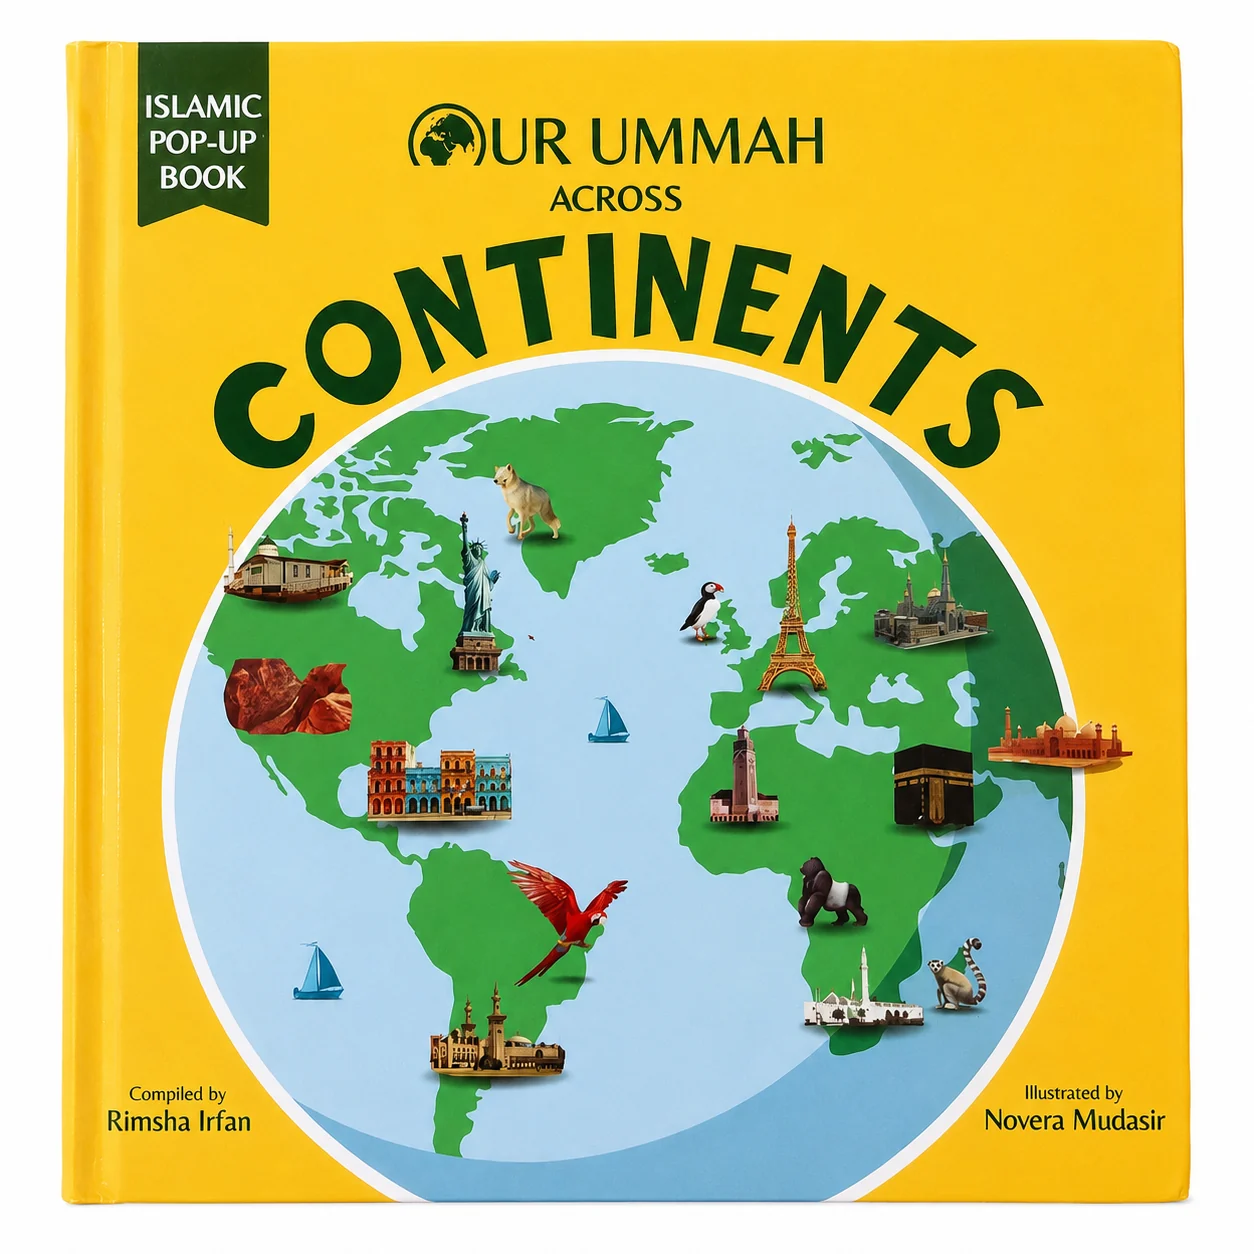 ISLAMIC
POP-UP
BOOK
OUR UMMAH
ACROSS
CONTINENTS
Compiled by
Rimsha Irfan
Illustrated by
Novera Mudasir